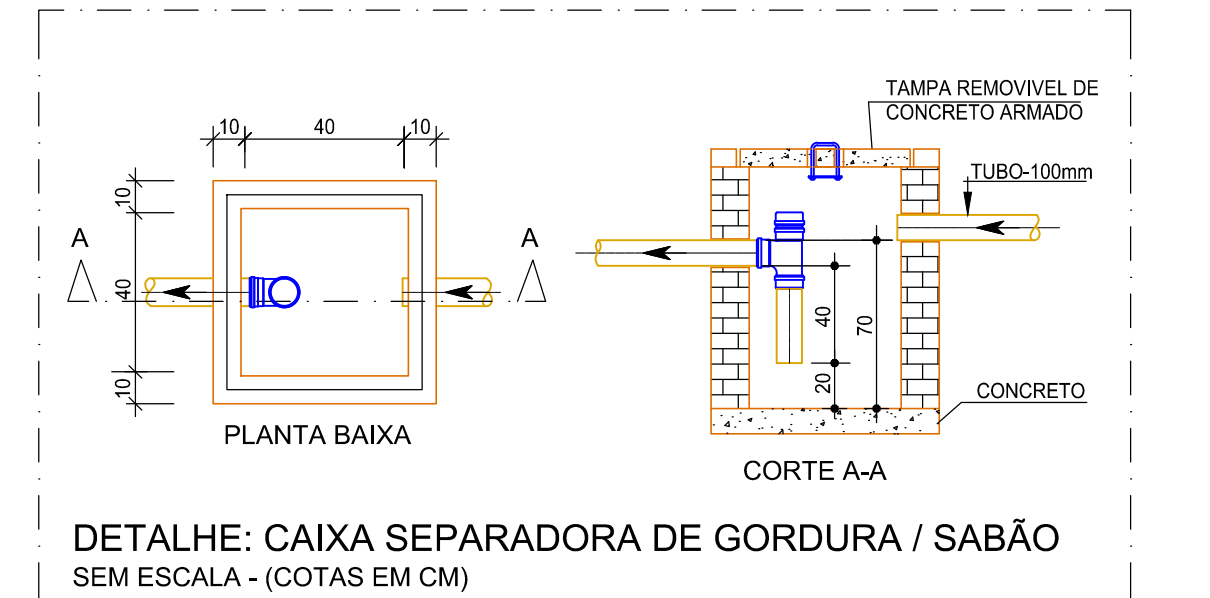 10
40
10
10
40
10
A
A
PLANTA BAIXA
TAMPA REMOVIVEL DE
CONCRETO ARMADO
TUBO-100mm
40
70
20
CONCRETO
CORTE A-A
DETALHE: CAIXA SEPARADORA DE GORDURA / SABÃO
SEM ESCALA - (COTAS EM CM)